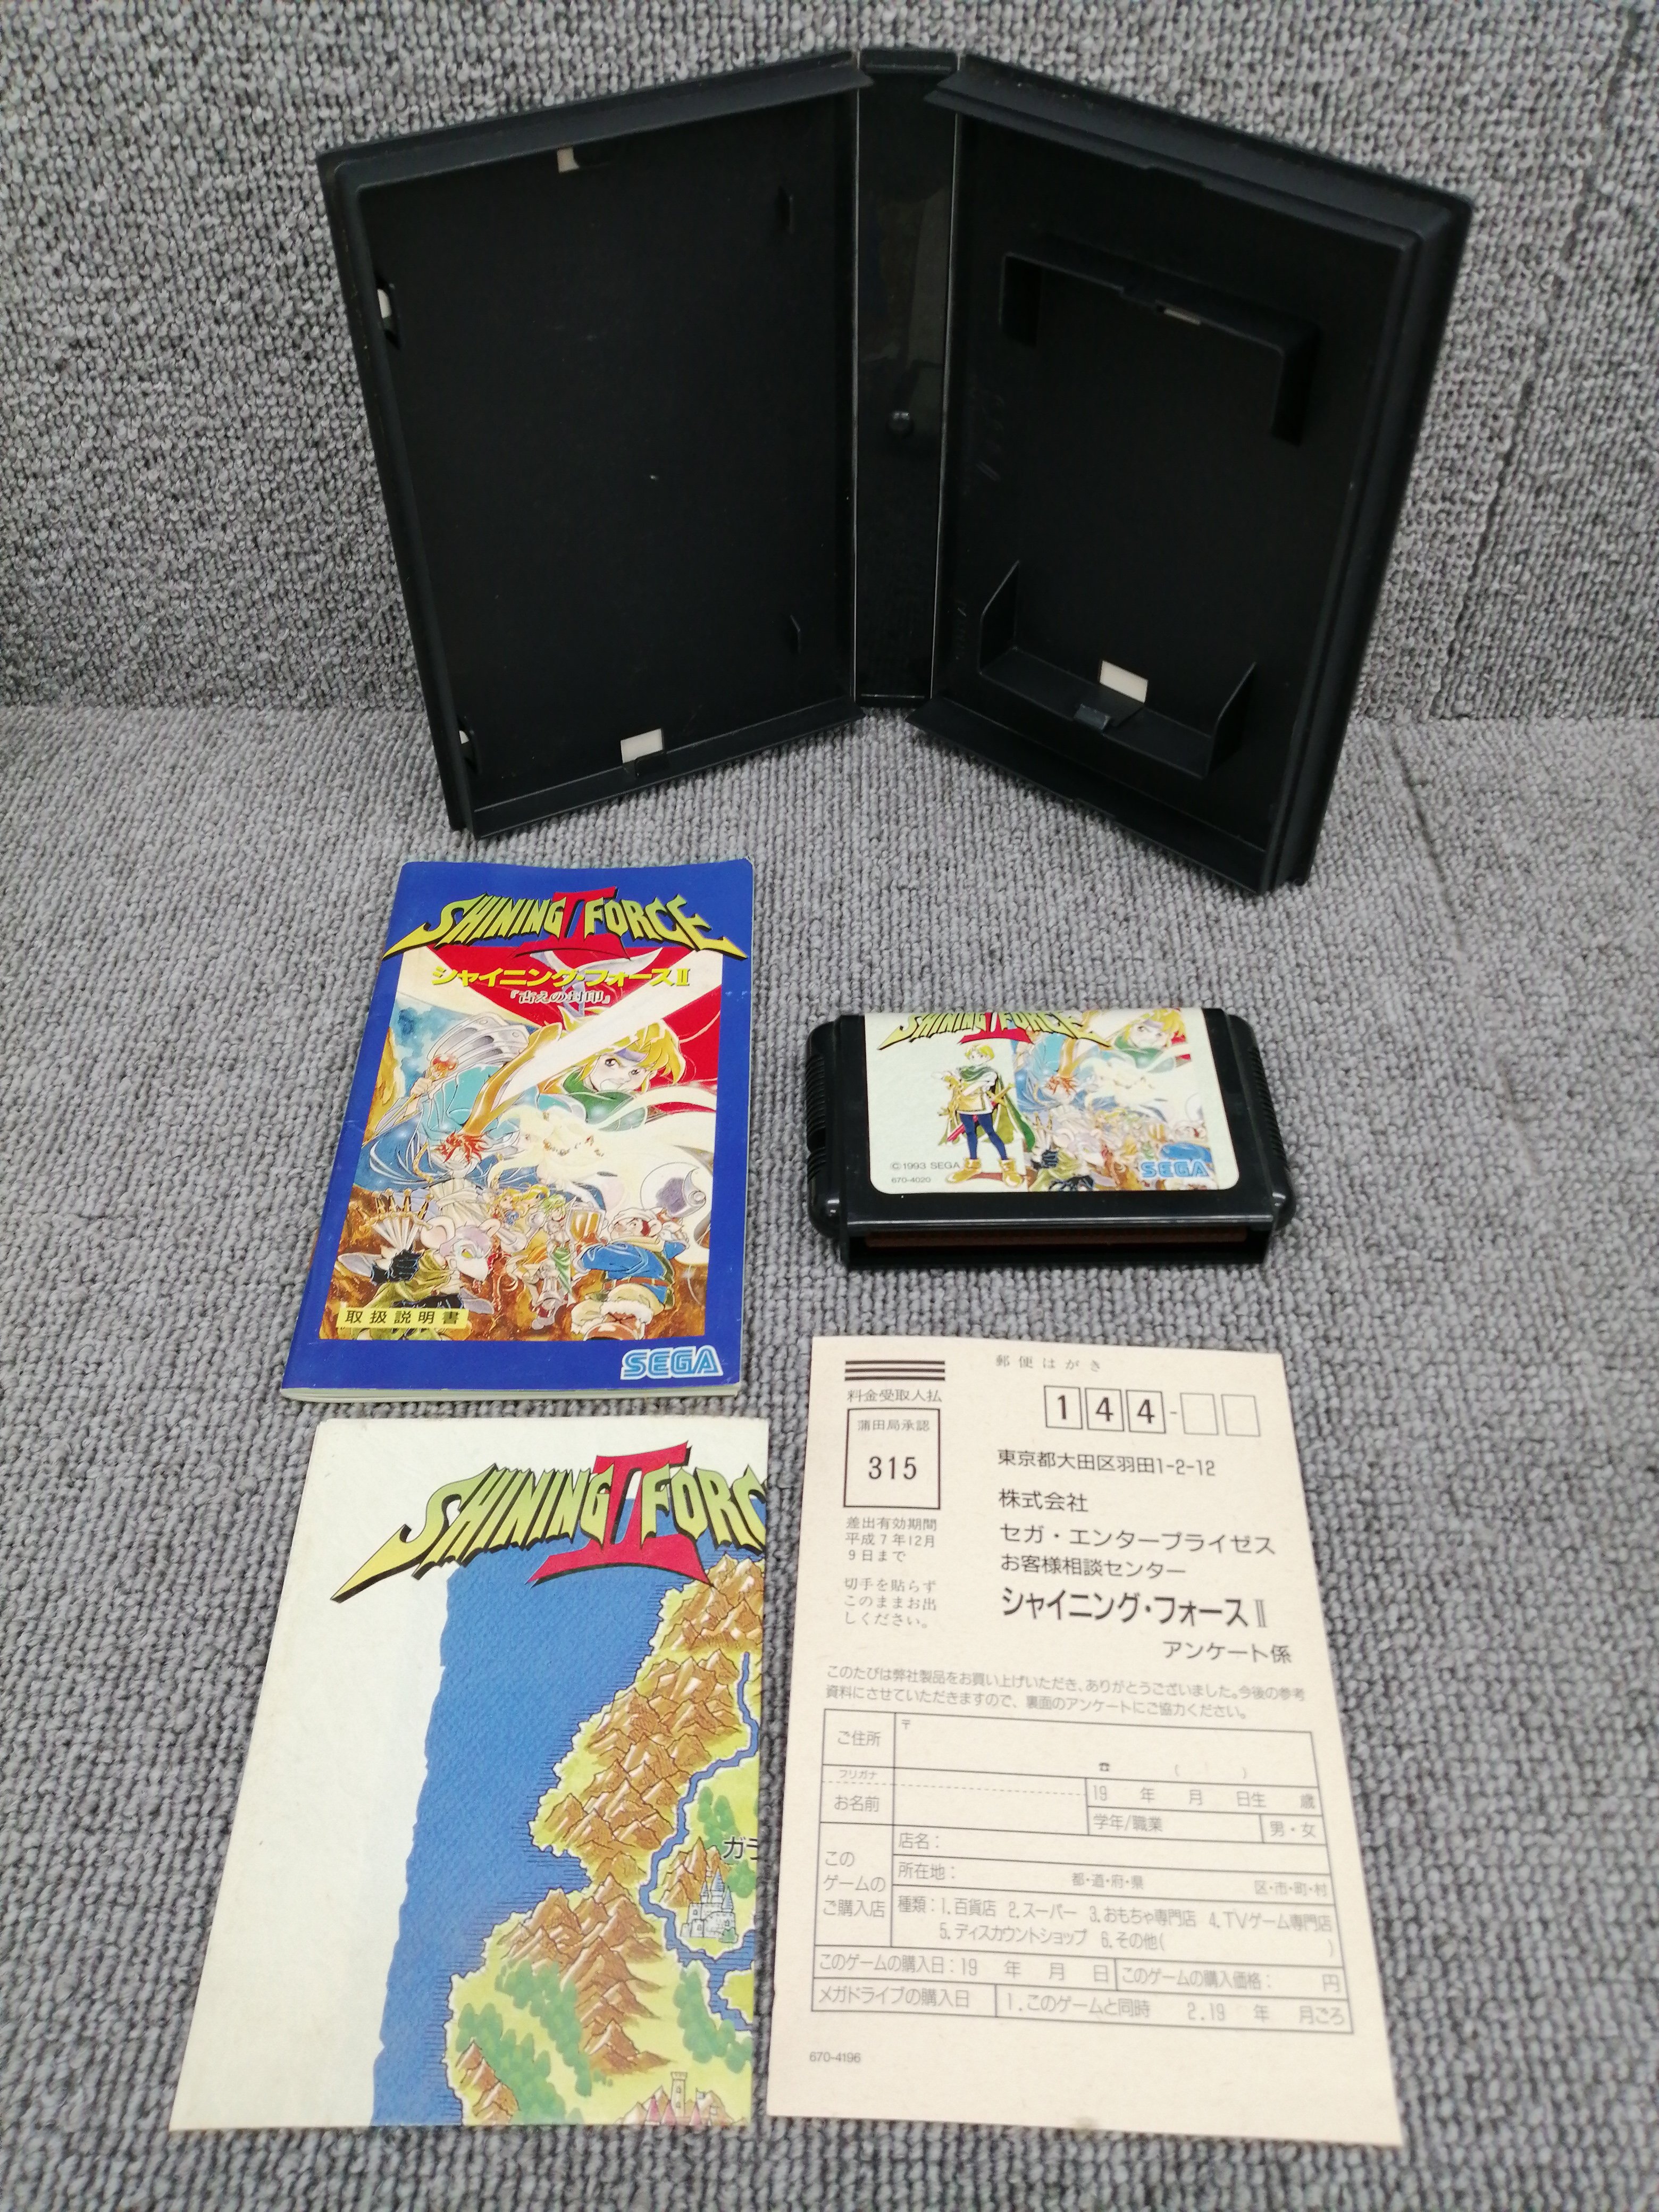 SHINING FORCE II
シャイニング・フォースII
『古えの封印』
取扱説明書
SEGA
SHINING FORCE II
©1993 SEGA
670-4020
SEGA
SHINING II FORC
ガラ
郵便はがき
料金受取人払
蒲田局承認
315
差出有効期間
平成7年12月
9日まで
切手を貼らず
このままお出
しください。
144-
東京都大田区羽田1-2-12
株式会社
セガ・エンタープライゼス
お客様相談センター
シャイニング・フォースⅡ
アンケート係
このたびは弊社製品をお買い上げいただき、ありがとうございました。今後の参考
資料にさせていただきますので、裏面のアンケートにご協力ください。
ご住所
〒
☎ ( )
フリガナ
お名前
19 年 月 日生 歳
学年/職業
男・女
この
ゲームの
ご購入店
店名:
所在地: 都・道・府・県 区・市・町・村
種類:1.百貨店 2.スーパー 3.おもちゃ専門店 4.TVゲーム専門店
5.ディスカウントショップ 6.その他( )
このゲームの購入日:19 年 月 日
このゲームの購入価格: 円
メガドライブの購入日
1.このゲームと同時 2.19 年 月ごろ
670-4196